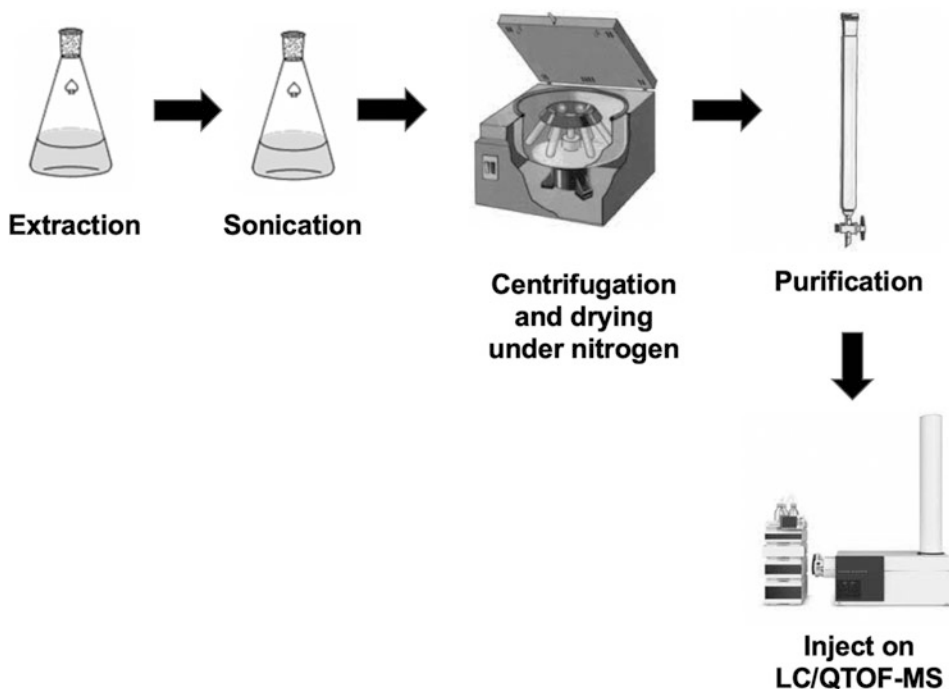 Extraction
Sonication
Centrifugation
and drying
under nitrogen
Purification
Inject on
LC/QTOF-MS